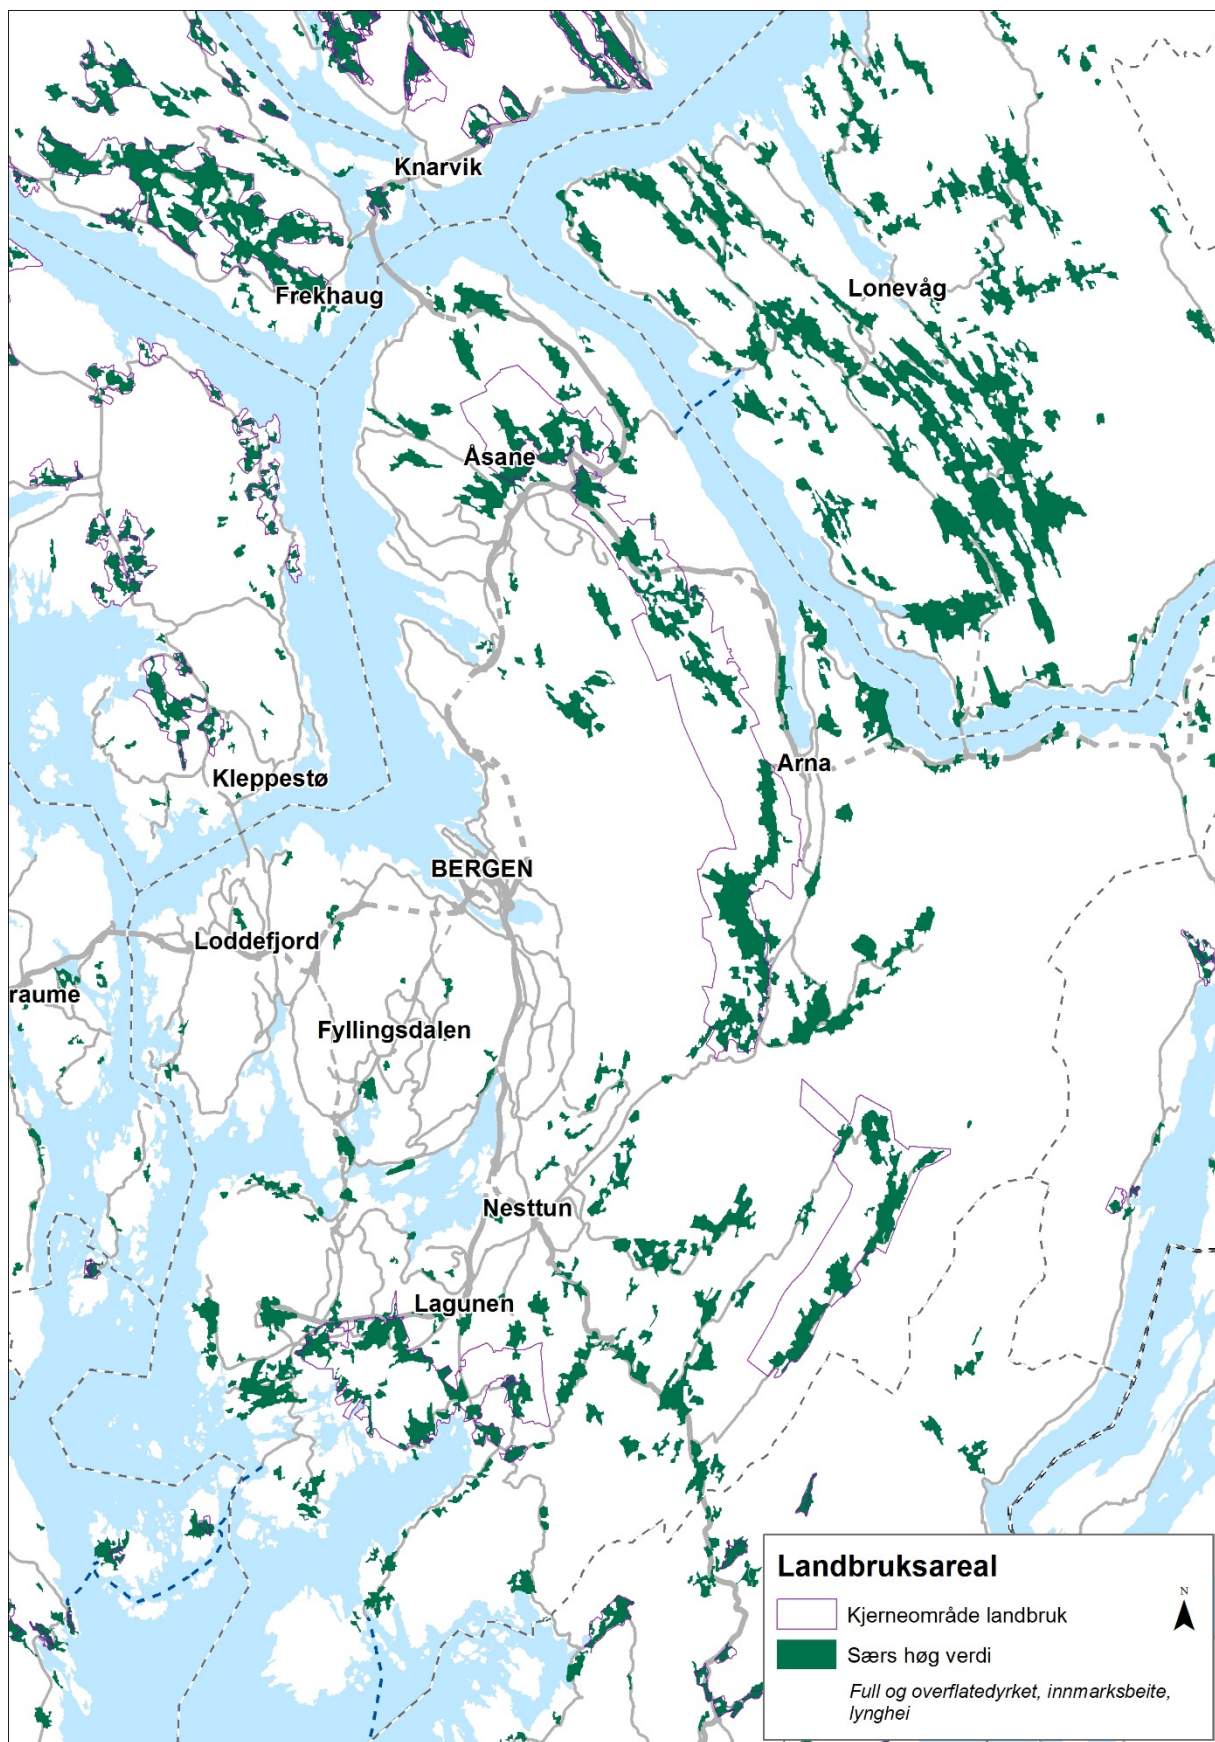 Knarvik
Frekhaug
Lonevåg
Åsane
Arna
Kleppestø
BERGEN
Loddefjord
raume
Fyllingsdalen
Nesttun
Lagunen
Landbruksareal
N
Kjerneområde landbruk
Særs høg verdi
Full og overflatedyrket, innmarksbeite,
lynghei